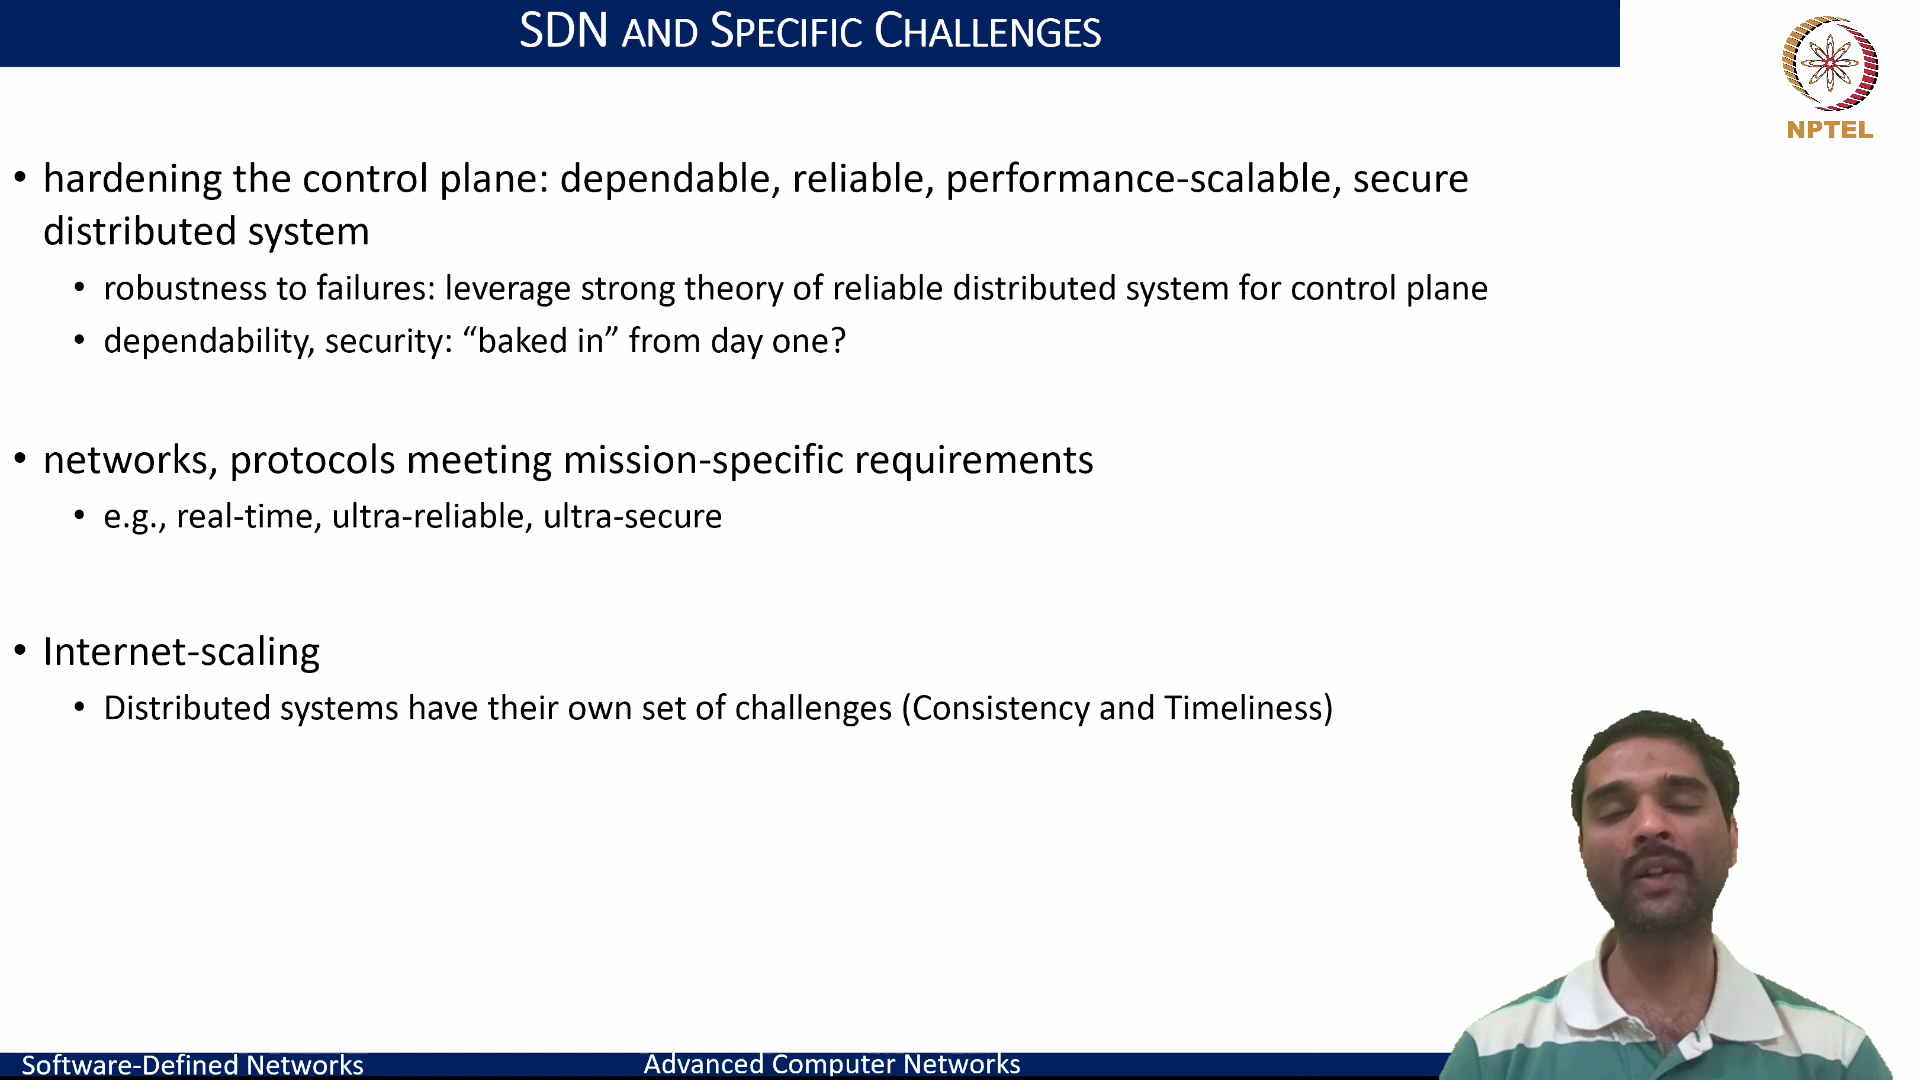 SDN AND SPECIFIC CHALLENGES
NPTEL
• hardening the control plane: dependable, reliable, performance-scalable, secure
distributed system
• robustness to failures: leverage strong theory of reliable distributed system for control plane
• dependability, security: “baked in” from day one?
• networks, protocols meeting mission-specific requirements
• e.g., real-time, ultra-reliable, ultra-secure
• Internet-scaling
• Distributed systems have their own set of challenges (Consistency and Timeliness)
Software-Defined Networks
Advanced Computer Networks